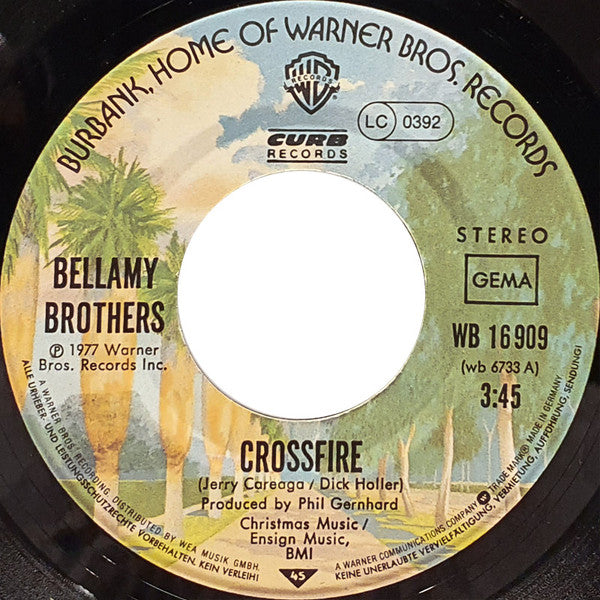 BURBANK, HOME OF WARNER BROS. RECORDS
WB
RECORDS
LC 0392
CURB
RECORDS
STEREO
GEMA
BELLAMY
BROTHERS
℗ 1977 Warner
Bros. Records Inc.
WB 16 909
(wb 6733 A)
3:45
CROSSFIRE
(Jerry Careaga / Dick Holler)
Produced by Phil Gernhard
Christmas Music /
Ensign Music,
BMI
45
A WARNER BROS. RECORDING DISTRIBUTED BY WEA MUSIK GMBH.
ALLE URHEBER- UND LEISTUNGSSCHUTZRECHTE VORBEHALTEN. KEIN VERLEIH!
A WARNER COMMUNICATIONS COMPANY TRADE MARK® MADE IN GERMANY
KEINE UNERLAUBTE VERVIELFÄLTIGUNG, VERMIETUNG, AUFFÜHRUNG, SENDUNG!